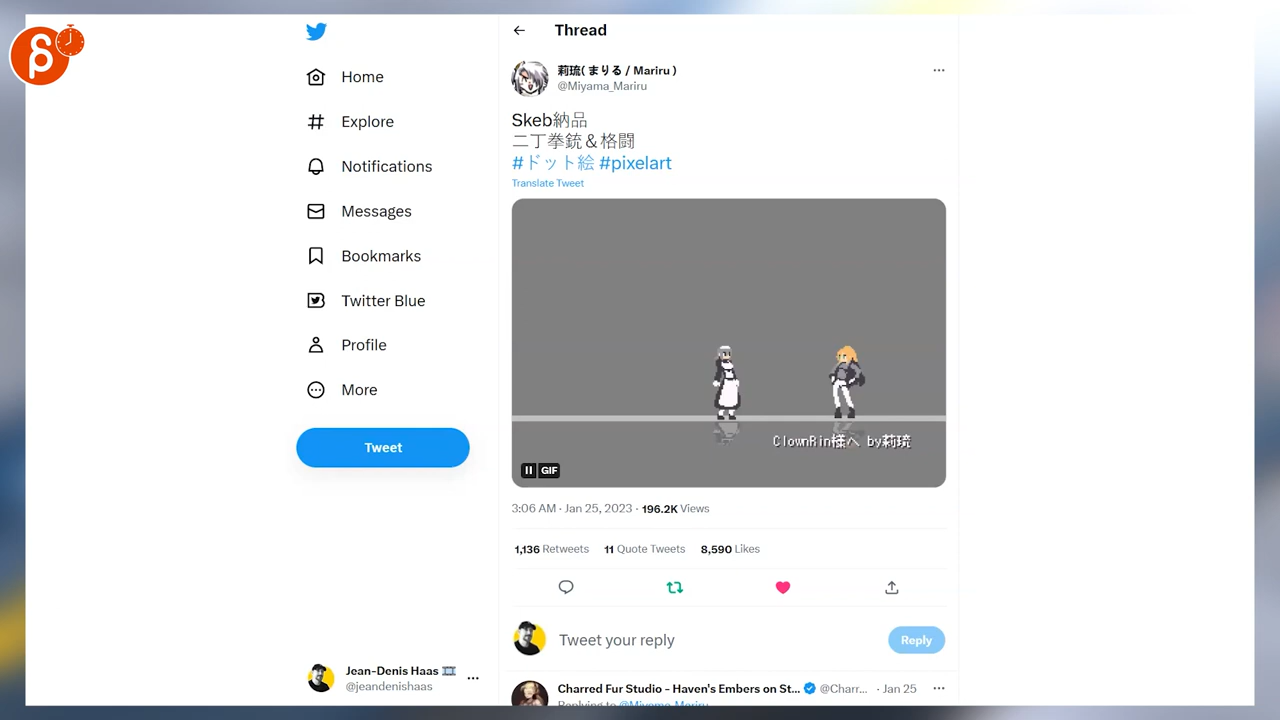 Home
Explore
Notifications
Messages
Bookmarks
Twitter Blue
Profile
More
Tweet
Jean-Denis Haas
@jeandenishaas
Thread
莉琉( まりる / Mariru )
@Miyama_Mariru
Skeb納品
二丁拳銃＆格闘
#ドット絵 #pixelart
Translate Tweet
ClownRin様へ by莉琉
GIF
3:06 AM · Jan 25, 2023 · 196.2K Views
1,136 Retweets 11 Quote Tweets 8,590 Likes
Tweet your reply
Reply
Charred Fur Studio - Haven's Embers on St... @Charr... · Jan 25
Replying to @Miyama_Mariru